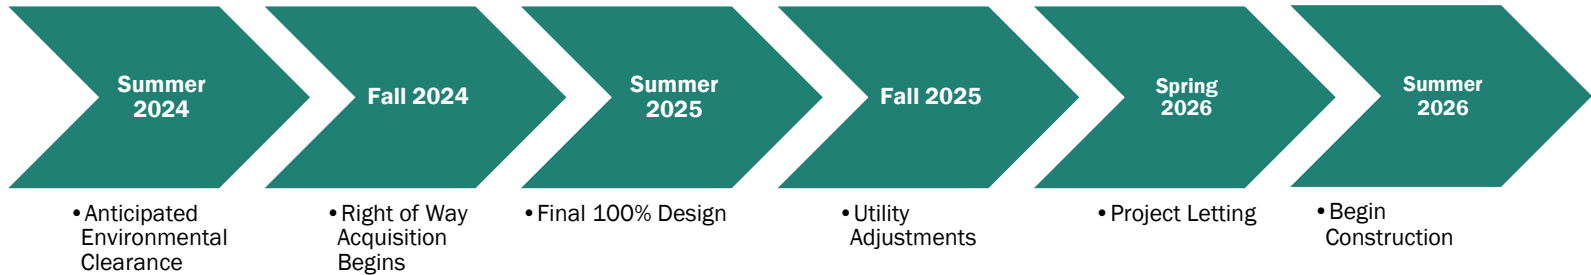 Summer
2024
Fall 2024
Summer
2025
Fall 2025
Spring
2026
Summer
2026
•Anticipated
Environmental
Clearance
•Right of Way
Acquisition
Begins
•Final 100% Design
•Utility
Adjustments
•Project Letting
•Begin
Construction